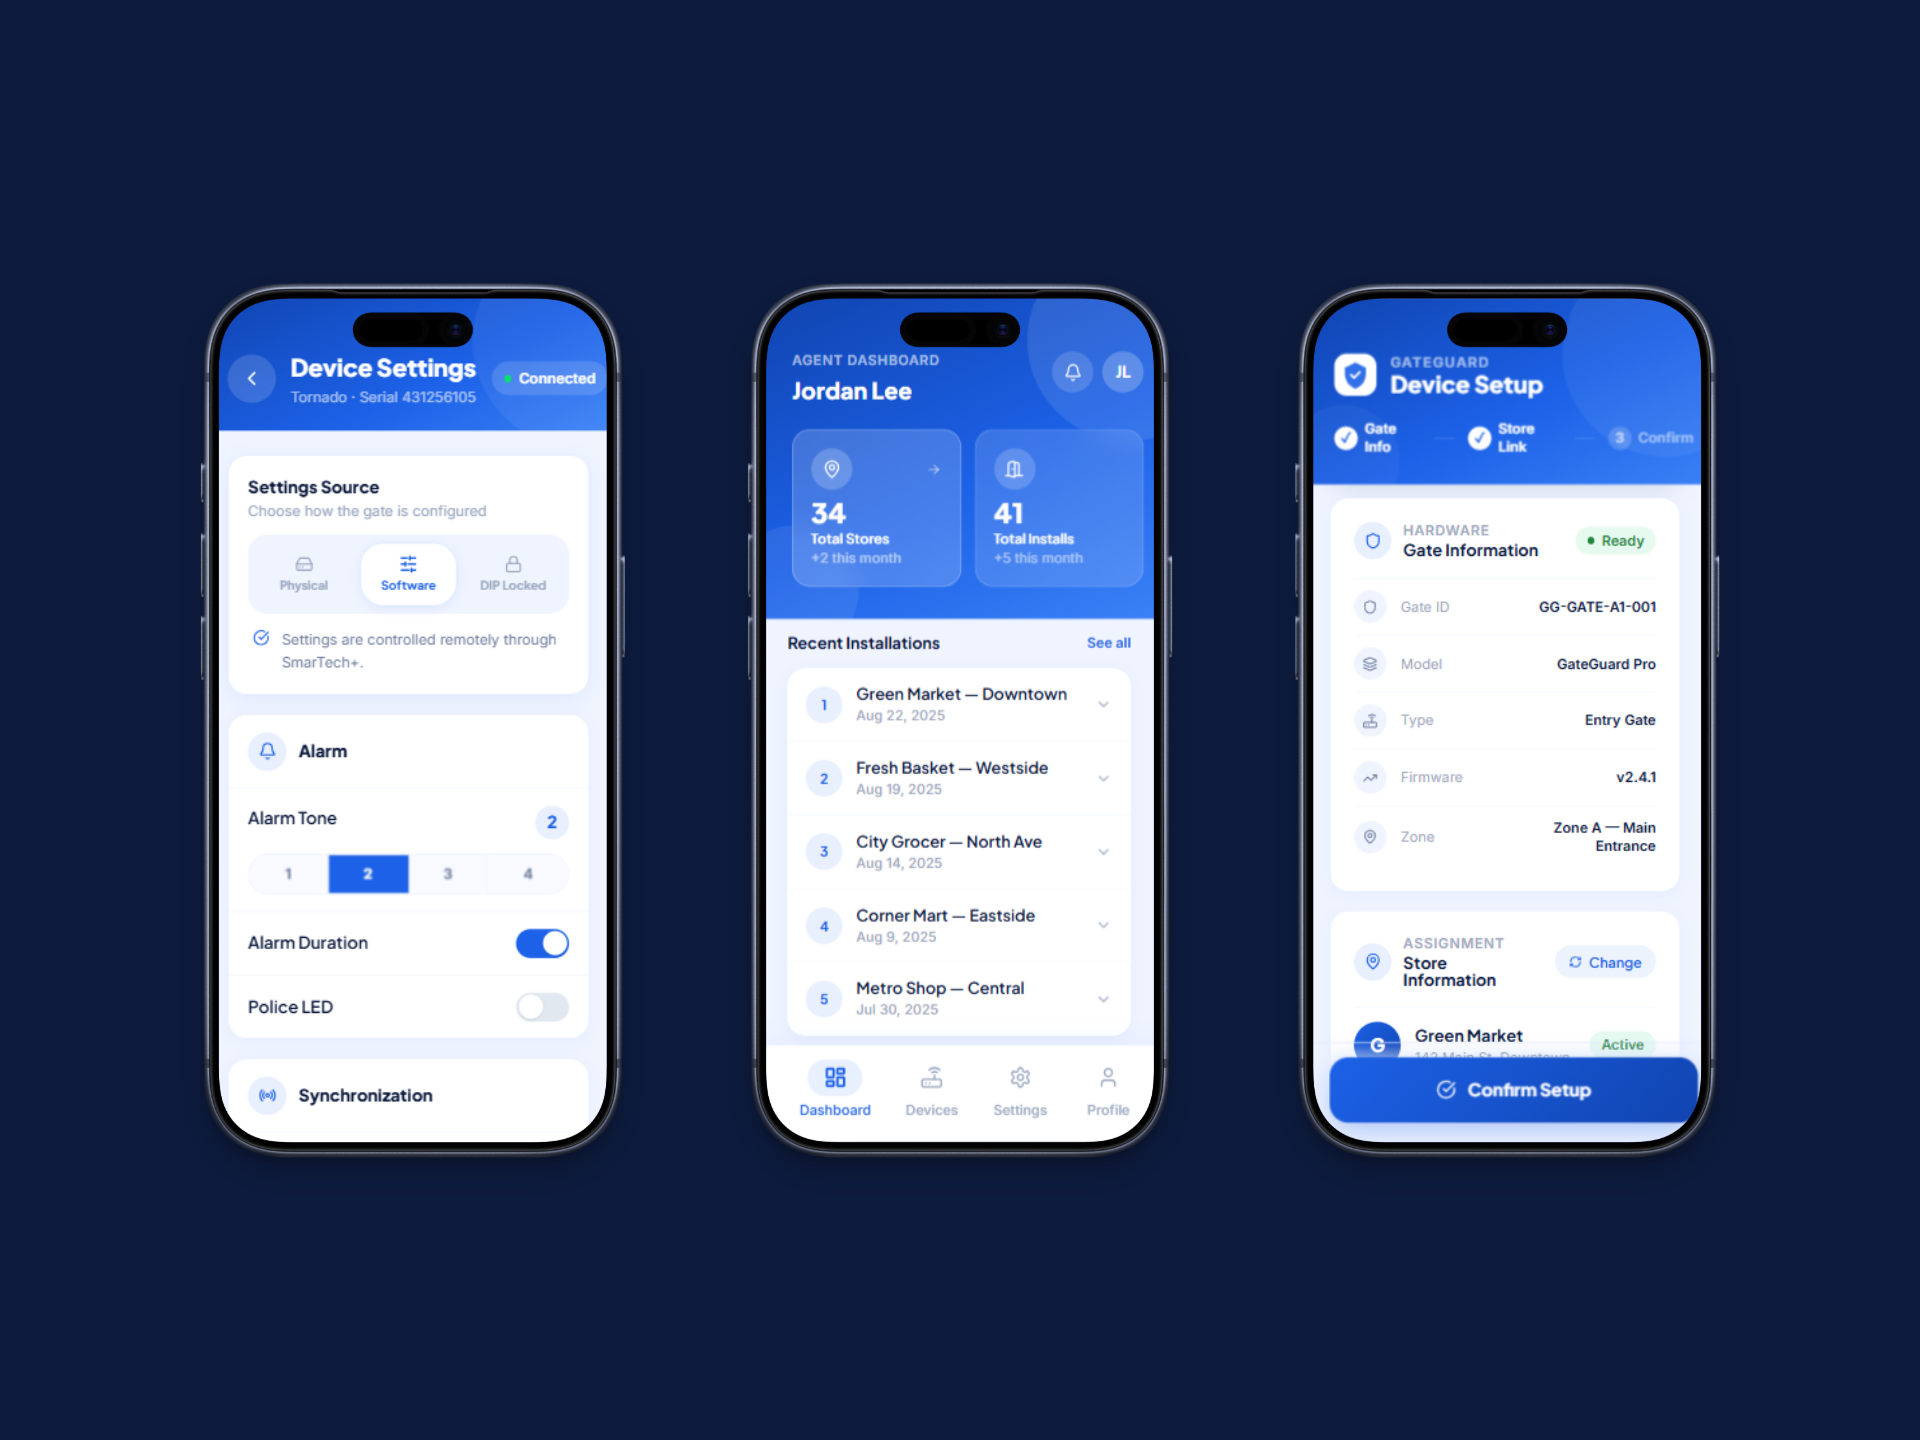 Device Settings
Tornado · Serial 431256105
Connected
Settings Source
Choose how the gate is configured
Physical
Software
DIP Locked
Settings are controlled remotely through
SmarTech+.
Alarm
Alarm Tone
2
1
2
3
4
Alarm Duration
Police LED
Synchronization
AGENT DASHBOARD
Jordan Lee
JL
34
Total Stores
+2 this month
41
Total Installs
+5 this month
Recent Installations
See all
1
Green Market — Downtown
Aug 22, 2025
2
Fresh Basket — Westside
Aug 19, 2025
3
City Grocer — North Ave
Aug 14, 2025
4
Corner Mart — Eastside
Aug 9, 2025
5
Metro Shop — Central
Jul 30, 2025
Dashboard
Devices
Settings
Profile
GATEGUARD
Device Setup
Gate
Info
Store
Link
3
Confirm
HARDWARE
Gate Information
Ready
Gate ID
GG-GATE-A1-001
Model
GateGuard Pro
Type
Entry Gate
Firmware
v2.4.1
Zone
Zone A — Main
Entrance
ASSIGNMENT
Store
Information
Change
G
Green Market
Active
142 Main St, Downtown
Confirm Setup